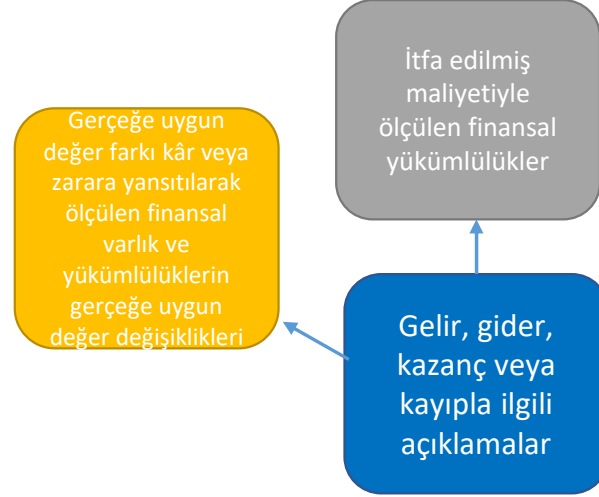 İtfa edilmiş
maliyetiyle
ölçülen finansal
yükümlülükler
Gerçeğe uygun
değer farkı kâr veya
zarara yansıtılarak
ölçülen finansal
varlık ve
yükümlülüklerin
gerçeğe uygun
değer değişiklikleri
Gelir, gider,
kazanç veya
kayıpla ilgili
açıklamalar